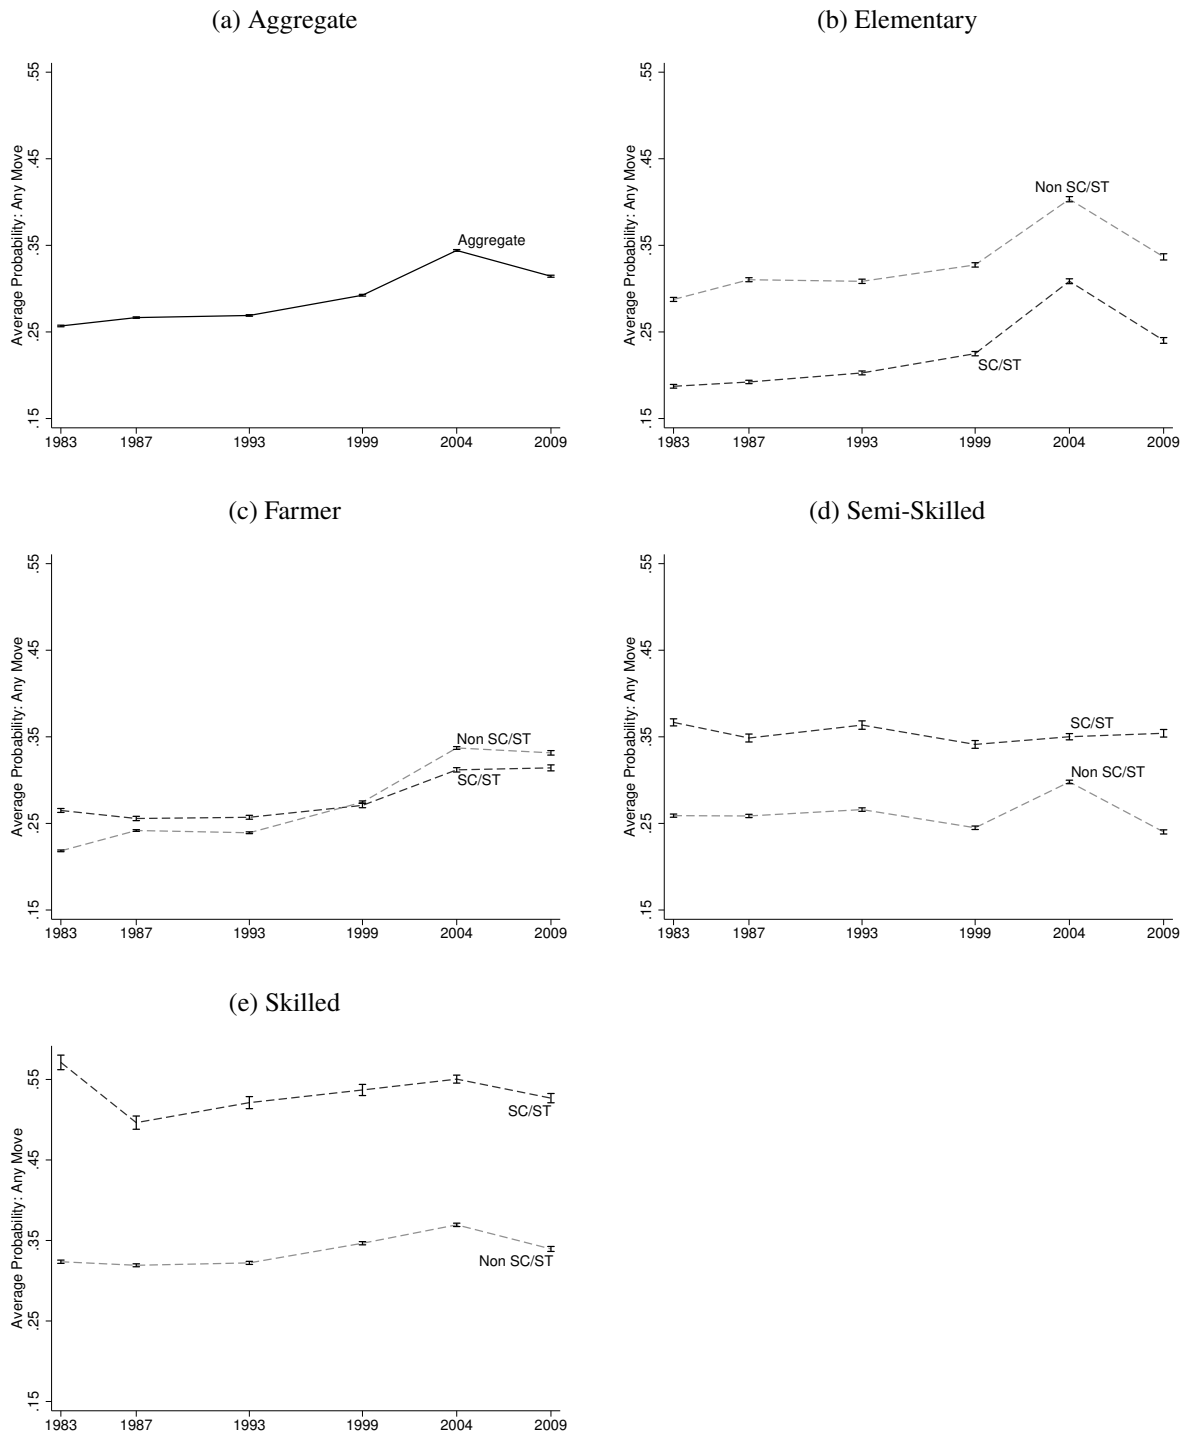 (a) Aggregate
Average Probability: Any Move
.55
.45
.35
.25
.15
Aggregate
1983
1987
1993
1999
2004
2009
(b) Elementary
Average Probability: Any Move
.55
.45
.35
.25
.15
Non SC/ST
SC/ST
1983
1987
1993
1999
2004
2009
(c) Farmer
Average Probability: Any Move
.55
.45
.35
.25
.15
Non SC/ST
SC/ST
1983
1987
1993
1999
2004
2009
(d) Semi-Skilled
Average Probability: Any Move
.55
.45
.35
.25
.15
SC/ST
Non SC/ST
1983
1987
1993
1999
2004
2009
(e) Skilled
Average Probability: Any Move
.55
.45
.35
.25
.15
SC/ST
Non SC/ST
1983
1987
1993
1999
2004
2009